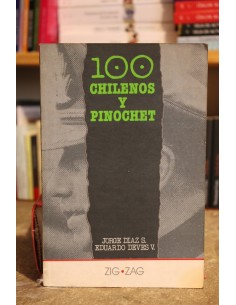 100
CHILENOS
Y
PINOCHET
JORGE DIAZ S.
EDUARDO DEVES V.
ZIG•ZAG